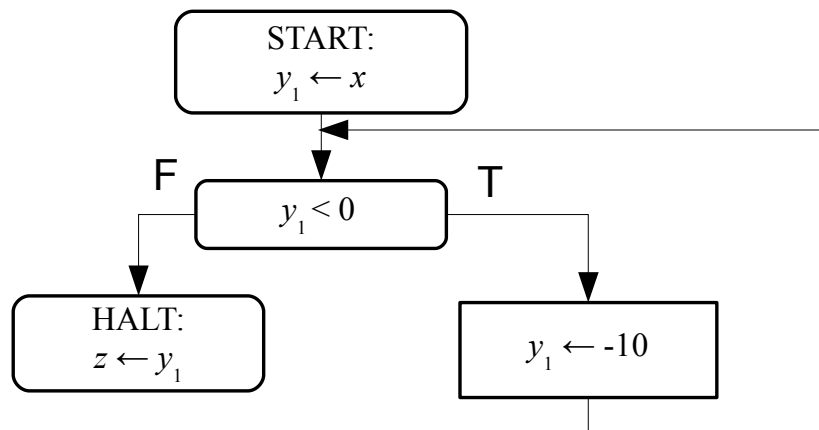 START:
y₁ ← x
F
T
y₁ < 0
HALT:
z ← y₁
y₁ ← -10